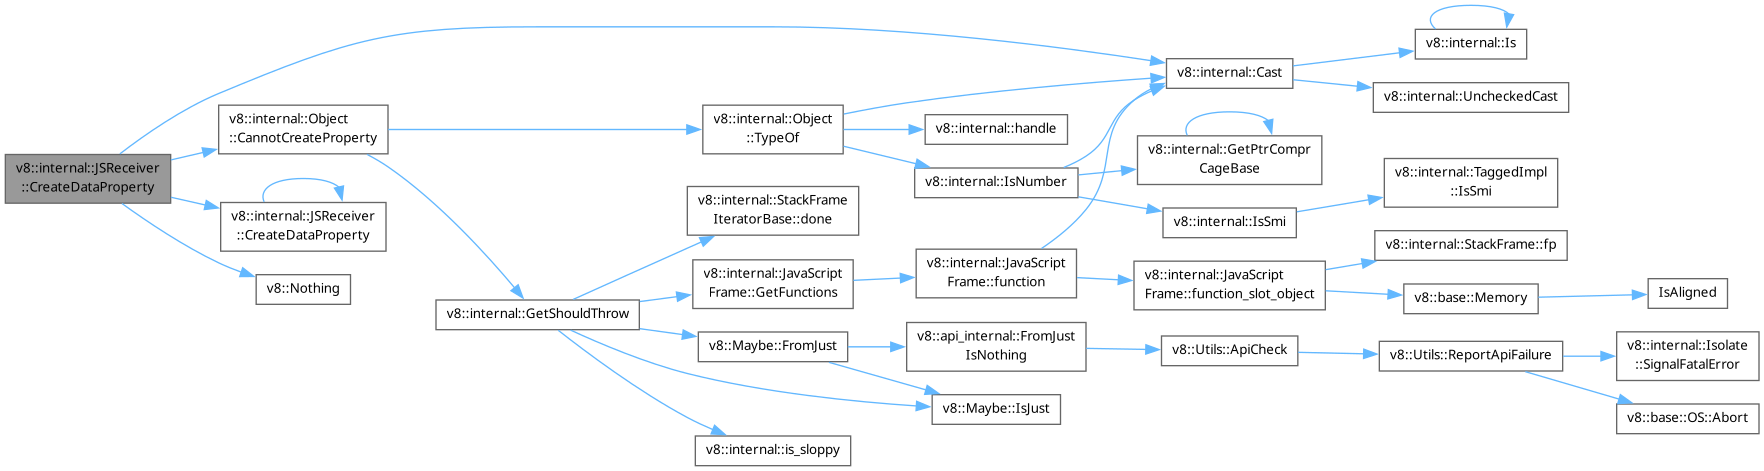 v8::internal::JSReceiver
::CreateDataProperty
v8::internal::Object
::CannotCreateProperty
v8::internal::JSReceiver
::CreateDataProperty
v8::Nothing
v8::internal::GetShouldThrow
v8::internal::Object
::TypeOf
v8::internal::StackFrame
IteratorBase::done
v8::internal::JavaScript
Frame::GetFunctions
v8::Maybe::FromJust
v8::internal::is_sloppy
v8::internal::handle
v8::internal::IsNumber
v8::internal::JavaScript
Frame::function
v8::api_internal::FromJust
IsNothing
v8::Maybe::IsJust
v8::internal::Cast
v8::internal::GetPtrCompr
CageBase
v8::internal::IsSmi
v8::internal::JavaScript
Frame::function_slot_object
v8::Utils::ApiCheck
v8::internal::Is
v8::internal::UncheckedCast
v8::internal::TaggedImpl
::IsSmi
v8::internal::StackFrame::fp
v8::base::Memory
v8::Utils::ReportApiFailure
IsAligned
v8::internal::Isolate
::SignalFatalError
v8::base::OS::Abort